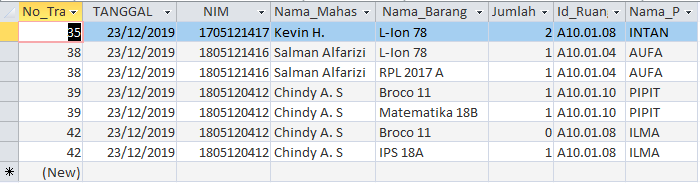 No_Tra TANGGAL NIM Nama_Mahas Nama_Barang Jumlah Id_Ruang Nama_P
35 23/12/2019 1705121417 Kevin H. L-Ion 78 2 A10.01.08 INTAN
38 23/12/2019 1805121416 Salman Alfarizi L-Ion 78 1 A10.01.04 AUFA
38 23/12/2019 1805121416 Salman Alfarizi RPL 2017 A 1 A10.01.04 AUFA
39 23/12/2019 1805120412 Chindy A. S Broco 11 1 A10.01.10 PIPIT
39 23/12/2019 1805120412 Chindy A. S Matematika 18B 1 A10.01.10 PIPIT
42 23/12/2019 1805120412 Chindy A. S Broco 11 0 A10.01.08 ILMA
42 23/12/2019 1805120412 Chindy A. S IPS 18A 1 A10.01.08 ILMA
(New)